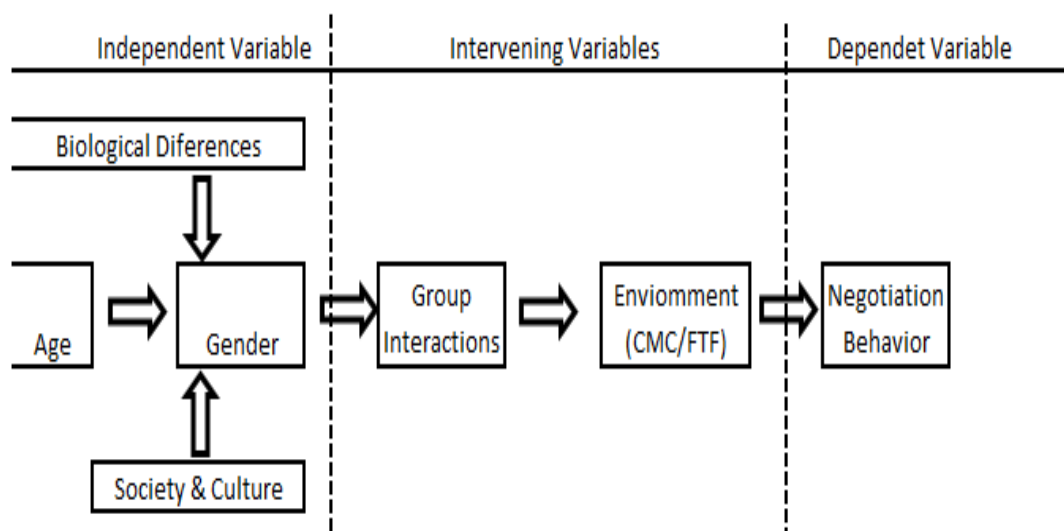 Independent Variable
Intervening Variables
Dependet Variable
Biological Diferences
Age
Gender
Group
Interactions
Enviomment
(CMC/FTF)
Negotiation
Behavior
Society & Culture